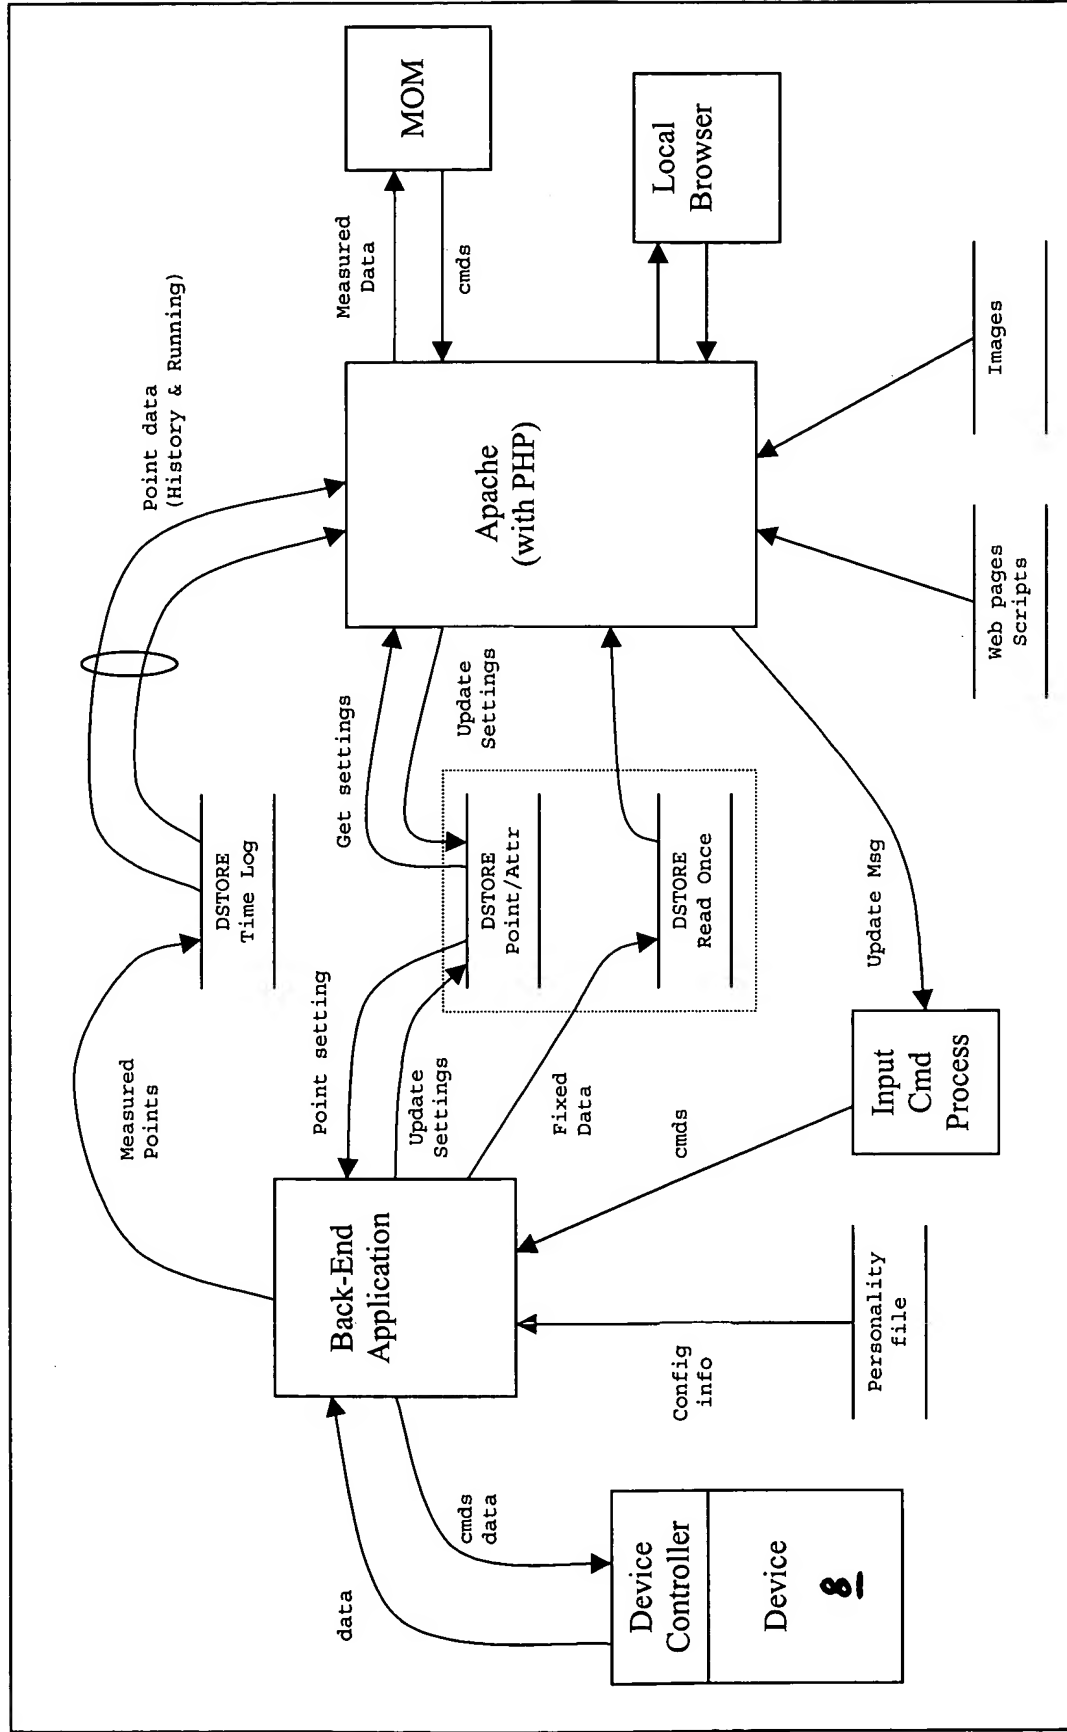 Measured
Points
Point data
(History & Running)
DSTORE
Time Log
MOM
Measured
Data
cmds
data
Back-End
Application
Point setting
Update
Settings
Get settings
Update
Settings
DSTORE
Point/Attr
Apache
(with PHP)
cmds
data
Fixed
Data
DSTORE
Read Once
Local
Browser
Device
Controller
Device
8
Config
info
cmds
Personality
file
Input
Cmd
Process
Update Msg
Web pages
Scripts
Images